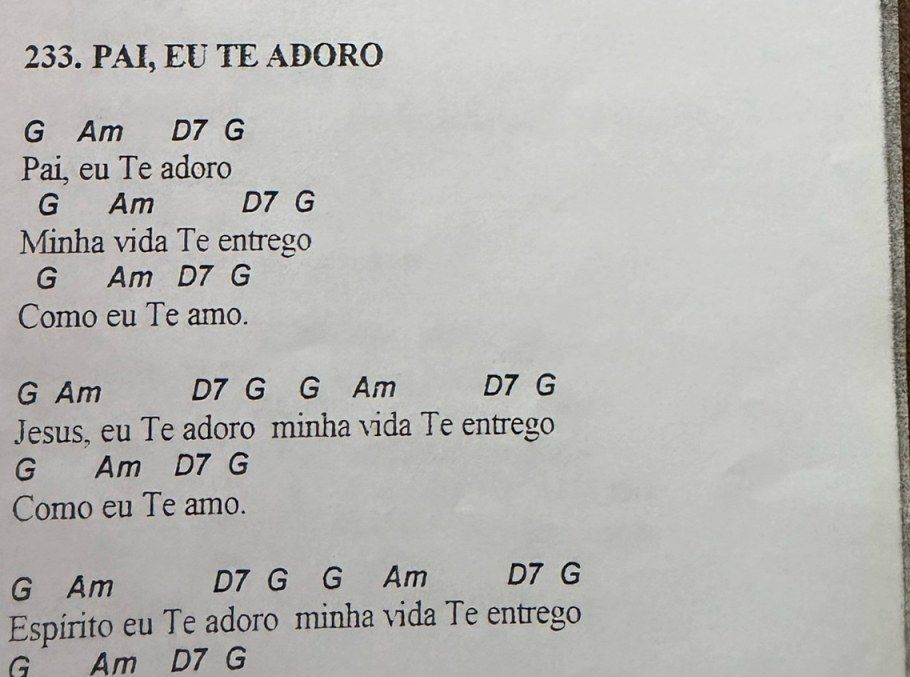 233. PAI, EU TE ADORO
G Am D7 G
Pai, eu Te adoro
G Am D7 G
Minha vida Te entrego
G Am D7 G
Como eu Te amo.
G Am D7 G G Am D7 G
Jesus, eu Te adoro minha vida Te entrego
G Am D7 G
Como eu Te amo.
G Am D7 G G Am D7 G
Espírito eu Te adoro minha vida Te entrego
G Am D7 G